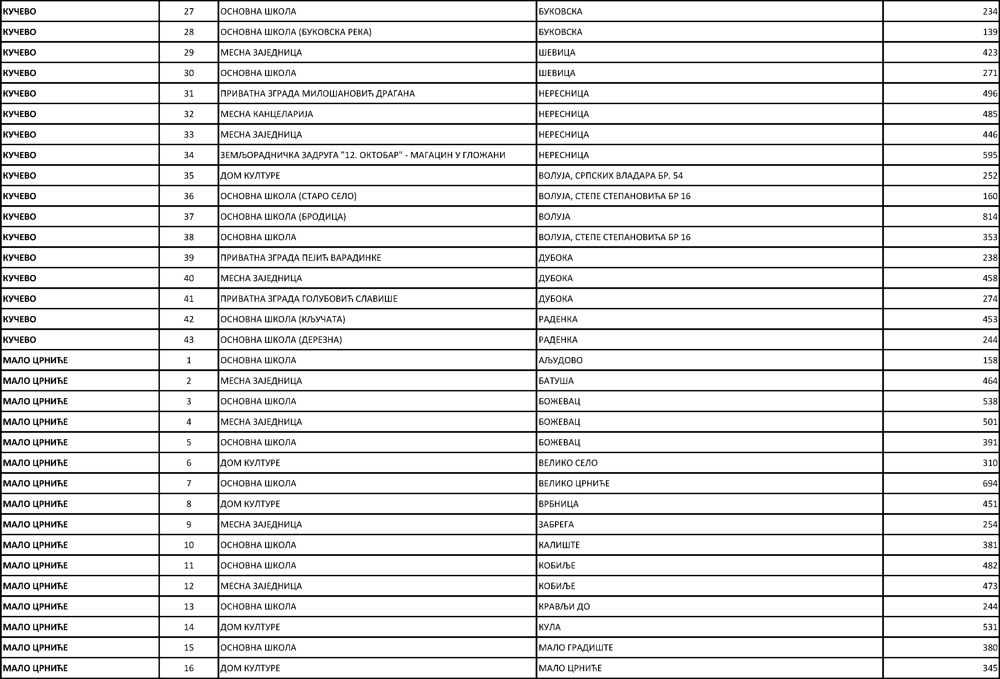 КУЧЕВО 27 ОСНОВНА ШКОЛА БУКОВСКА 234
КУЧЕВО 28 ОСНОВНА ШКОЛА (БУКОВСКА РЕКА) БУКОВСКА 139
КУЧЕВО 29 МЕСНА ЗАЈЕДНИЦА ШЕВИЦА 423
КУЧЕВО 30 ОСНОВНА ШКОЛА ШЕВИЦА 271
КУЧЕВО 31 ПРИВАТНА ЗГРАДА МИЛОШАНОВИЋ ДРАГАНА НЕРЕСНИЦА 496
КУЧЕВО 32 МЕСНА КАНЦЕЛАРИЈА НЕРЕСНИЦА 485
КУЧЕВО 33 МЕСНА ЗАЈЕДНИЦА НЕРЕСНИЦА 446
КУЧЕВО 34 ЗЕМЉОРАДНИЧКА ЗАДРУГА "12. ОКТОБАР" - МАГАЦИН У ГЛОЖАНИ НЕРЕСНИЦА 595
КУЧЕВО 35 ДОМ КУЛТУРЕ ВОЛУЈА, СРПСКИХ ВЛАДАРА БР. 54 252
КУЧЕВО 36 ОСНОВНА ШКОЛА (СТАРО СЕЛО) ВОЛУЈА, СТЕПЕ СТЕПАНОВИЋА БР 16 160
КУЧЕВО 37 ОСНОВНА ШКОЛА (БРОДИЦА) ВОЛУЈА 814
КУЧЕВО 38 ОСНОВНА ШКОЛА ВОЛУЈА, СТЕПЕ СТЕПАНОВИЋА БР 16 353
КУЧЕВО 39 ПРИВАТНА ЗГРАДА ПЕЈИЋ ВАРАДИНКЕ ДУБОКА 238
КУЧЕВО 40 МЕСНА ЗАЈЕДНИЦА ДУБОКА 458
КУЧЕВО 41 ПРИВАТНА ЗГРАДА ГОЛУБОВИЋ СЛАВИШЕ ДУБОКА 274
КУЧЕВО 42 ОСНОВНА ШКОЛА (КЉУЧАТА) РАДЕНКА 453
КУЧЕВО 43 ОСНОВНА ШКОЛА (ДЕРЕЗНА) РАДЕНКА 244
МАЛО ЦРНИЋЕ 1 ОСНОВНА ШКОЛА АЉУДОВО 158
МАЛО ЦРНИЋЕ 2 МЕСНА ЗАЈЕДНИЦА БАТУША 464
МАЛО ЦРНИЋЕ 3 ОСНОВНА ШКОЛА БОЖЕВАЦ 538
МАЛО ЦРНИЋЕ 4 МЕСНА ЗАЈЕДНИЦА БОЖЕВАЦ 501
МАЛО ЦРНИЋЕ 5 ОСНОВНА ШКОЛА БОЖЕВАЦ 391
МАЛО ЦРНИЋЕ 6 ДОМ КУЛТУРЕ ВЕЛИКО СЕЛО 310
МАЛО ЦРНИЋЕ 7 ОСНОВНА ШКОЛА ВЕЛИКО ЦРНИЋЕ 694
МАЛО ЦРНИЋЕ 8 ДОМ КУЛТУРЕ ВРБНИЦА 451
МАЛО ЦРНИЋЕ 9 МЕСНА ЗАЈЕДНИЦА ЗАБРЕГА 254
МАЛО ЦРНИЋЕ 10 ОСНОВНА ШКОЛА КАЛИШТЕ 381
МАЛО ЦРНИЋЕ 11 ОСНОВНА ШКОЛА КОБИЉЕ 482
МАЛО ЦРНИЋЕ 12 МЕСНА ЗАЈЕДНИЦА КОБИЉЕ 473
МАЛО ЦРНИЋЕ 13 ОСНОВНА ШКОЛА КРАВЉИ ДО 244
МАЛО ЦРНИЋЕ 14 ДОМ КУЛТУРЕ КУЛА 531
МАЛО ЦРНИЋЕ 15 ОСНОВНА ШКОЛА МАЛО ГРАДИШТЕ 380
МАЛО ЦРНИЋЕ 16 ДОМ КУЛТУРЕ МАЛО ЦРНИЋЕ 345